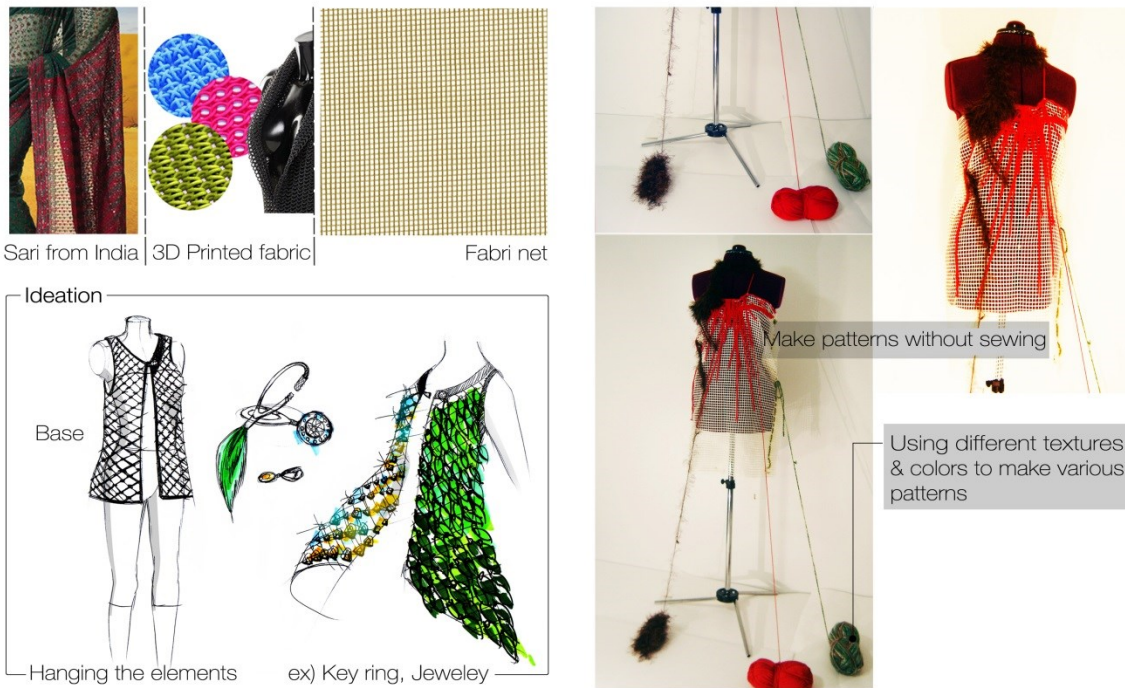 Sari from India
3D Printed fabric
Fabri net
Ideation
Base
Hanging the elements
ex) Key ring, Jeweley
Make patterns without sewing
Using different textures
& colors to make various
patterns